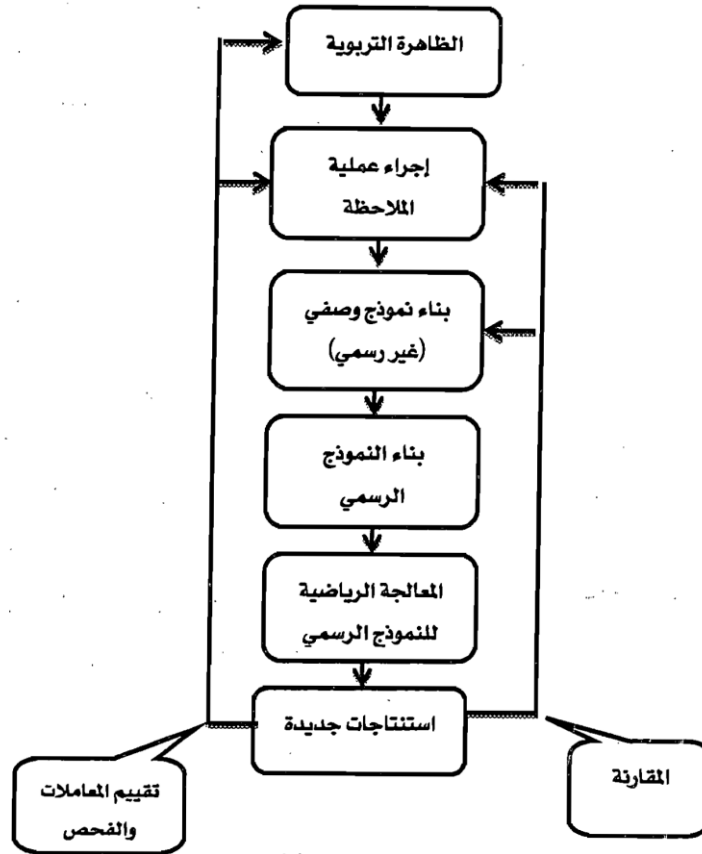 الظاهرة التربوية
إجراء عملية
الملاحظة
بناء نموذج وصفي
(غير رسمي)
بناء النموذج
الرسمي
المعالجة الرياضية
للنموذج الرسمي
استنتاجات جديدة
المقارنة
تقييم المعاملات
والفحص